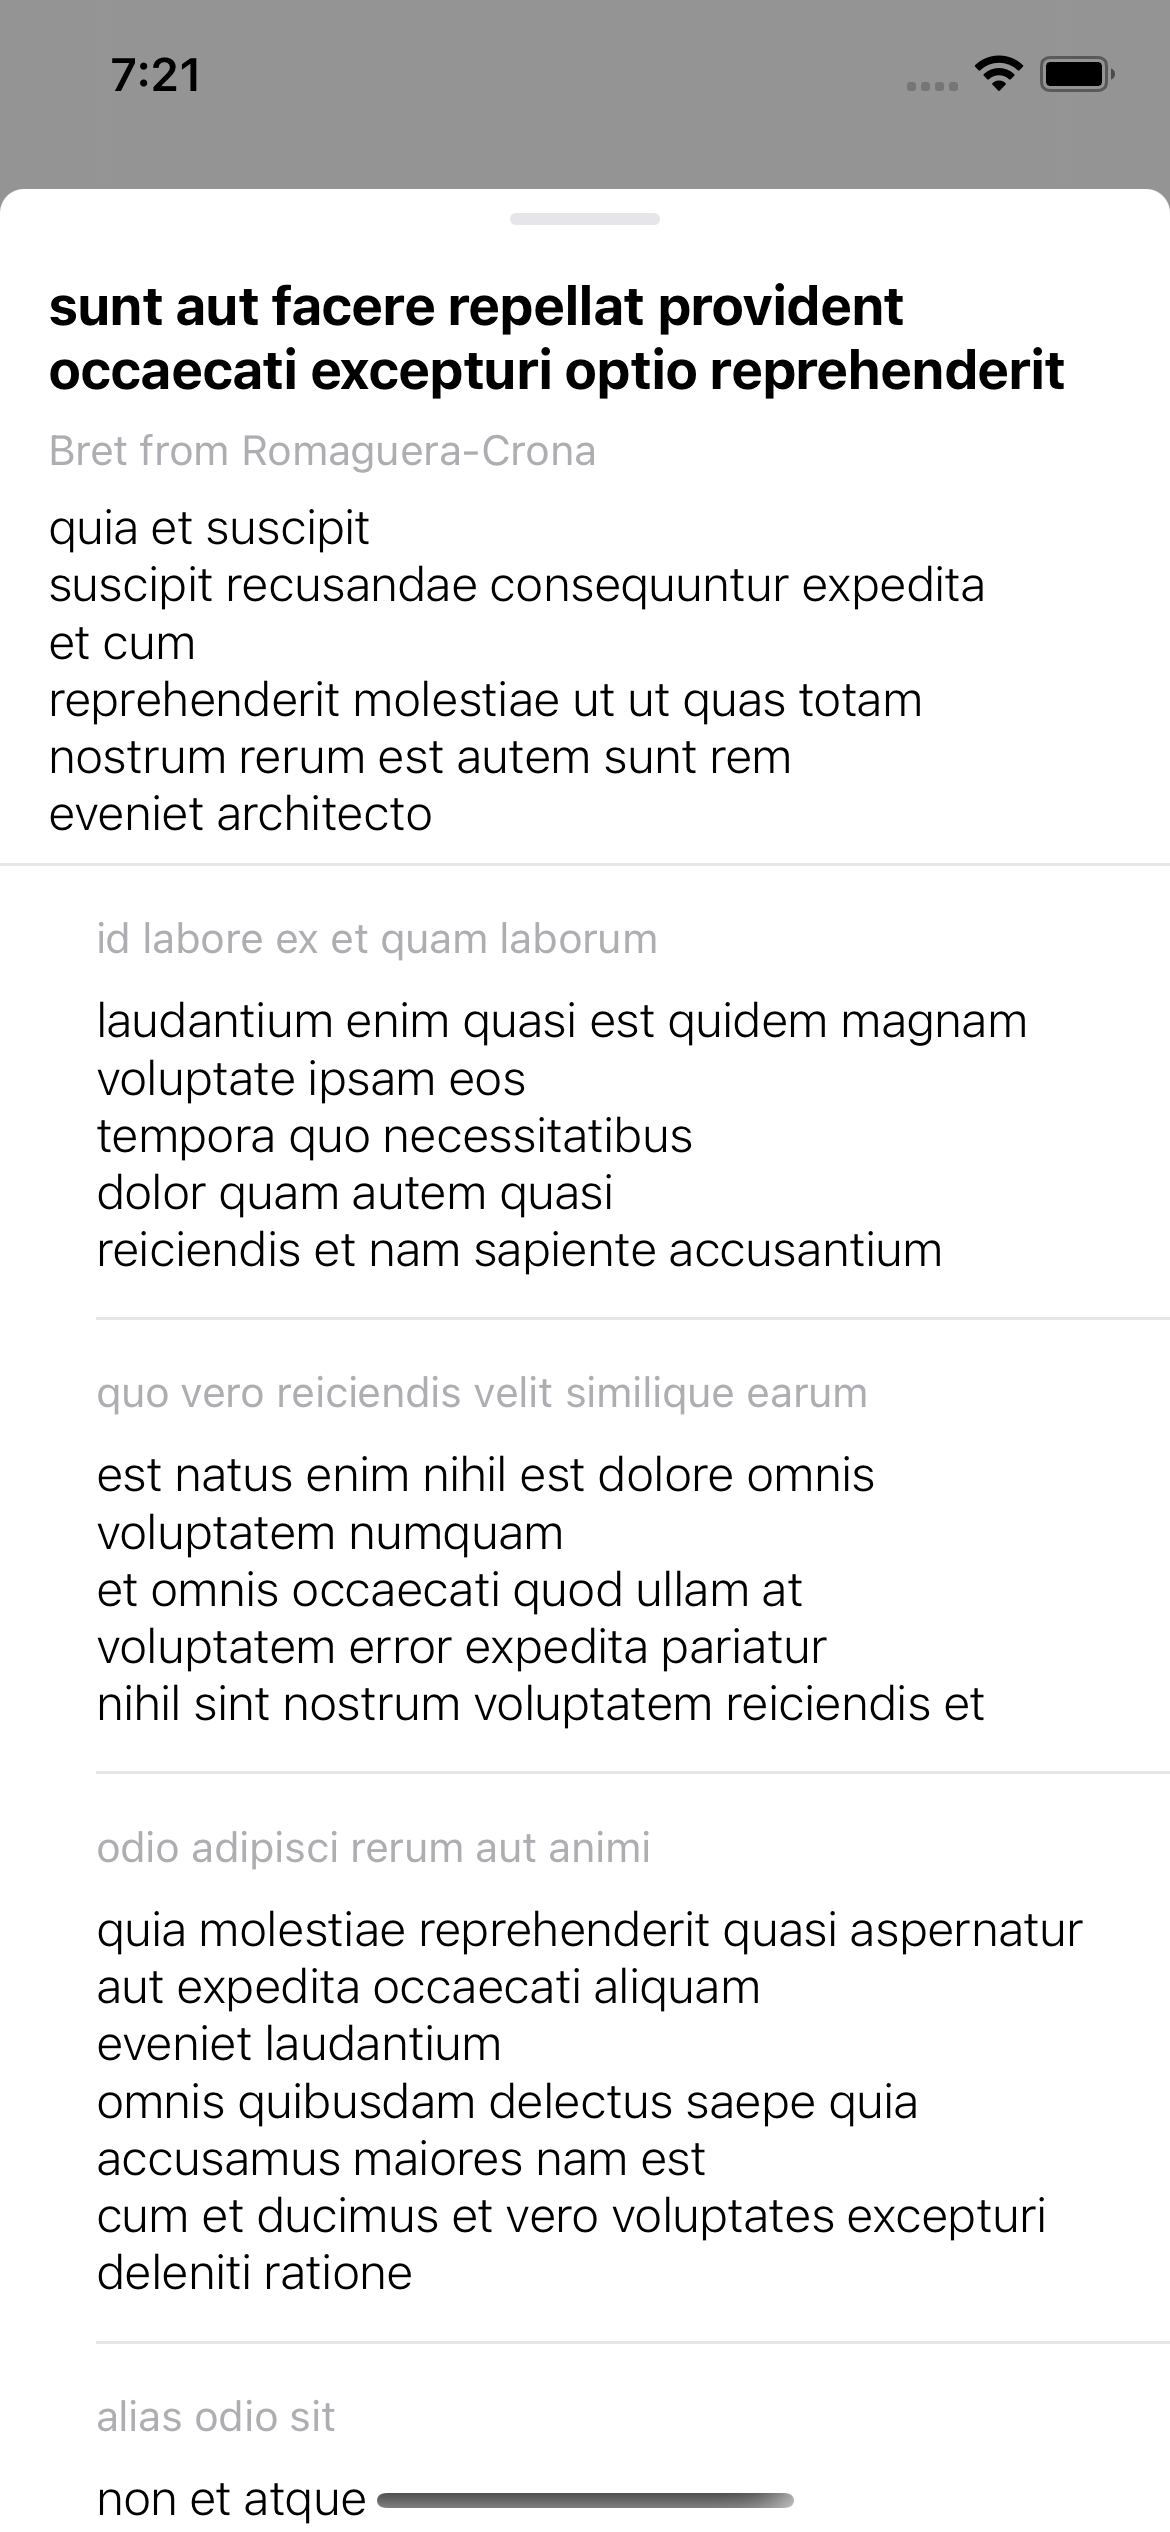 7:21
sunt aut facere repellat provident
occaecati excepturi optio reprehenderit
Bret from Romaguera-Crona
quia et suscipit
suscipit recusandae consequuntur expedita
et cum
reprehenderit molestiae ut ut quas totam
nostrum rerum est autem sunt rem
eveniet architecto
id labore ex et quam laborum
laudantium enim quasi est quidem magnam
voluptate ipsam eos
tempora quo necessitatibus
dolor quam autem quasi
reiciendis et nam sapiente accusantium
quo vero reiciendis velit similique earum
est natus enim nihil est dolore omnis
voluptatem numquam
et omnis occaecati quod ullam at
voluptatem error expedita pariatur
nihil sint nostrum voluptatem reiciendis et
odio adipisci rerum aut animi
quia molestiae reprehenderit quasi aspernatur
aut expedita occaecati aliquam
eveniet laudantium
omnis quibusdam delectus saepe quia
accusamus maiores nam est
cum et ducimus et vero voluptates excepturi
deleniti ratione
alias odio sit
non et atque